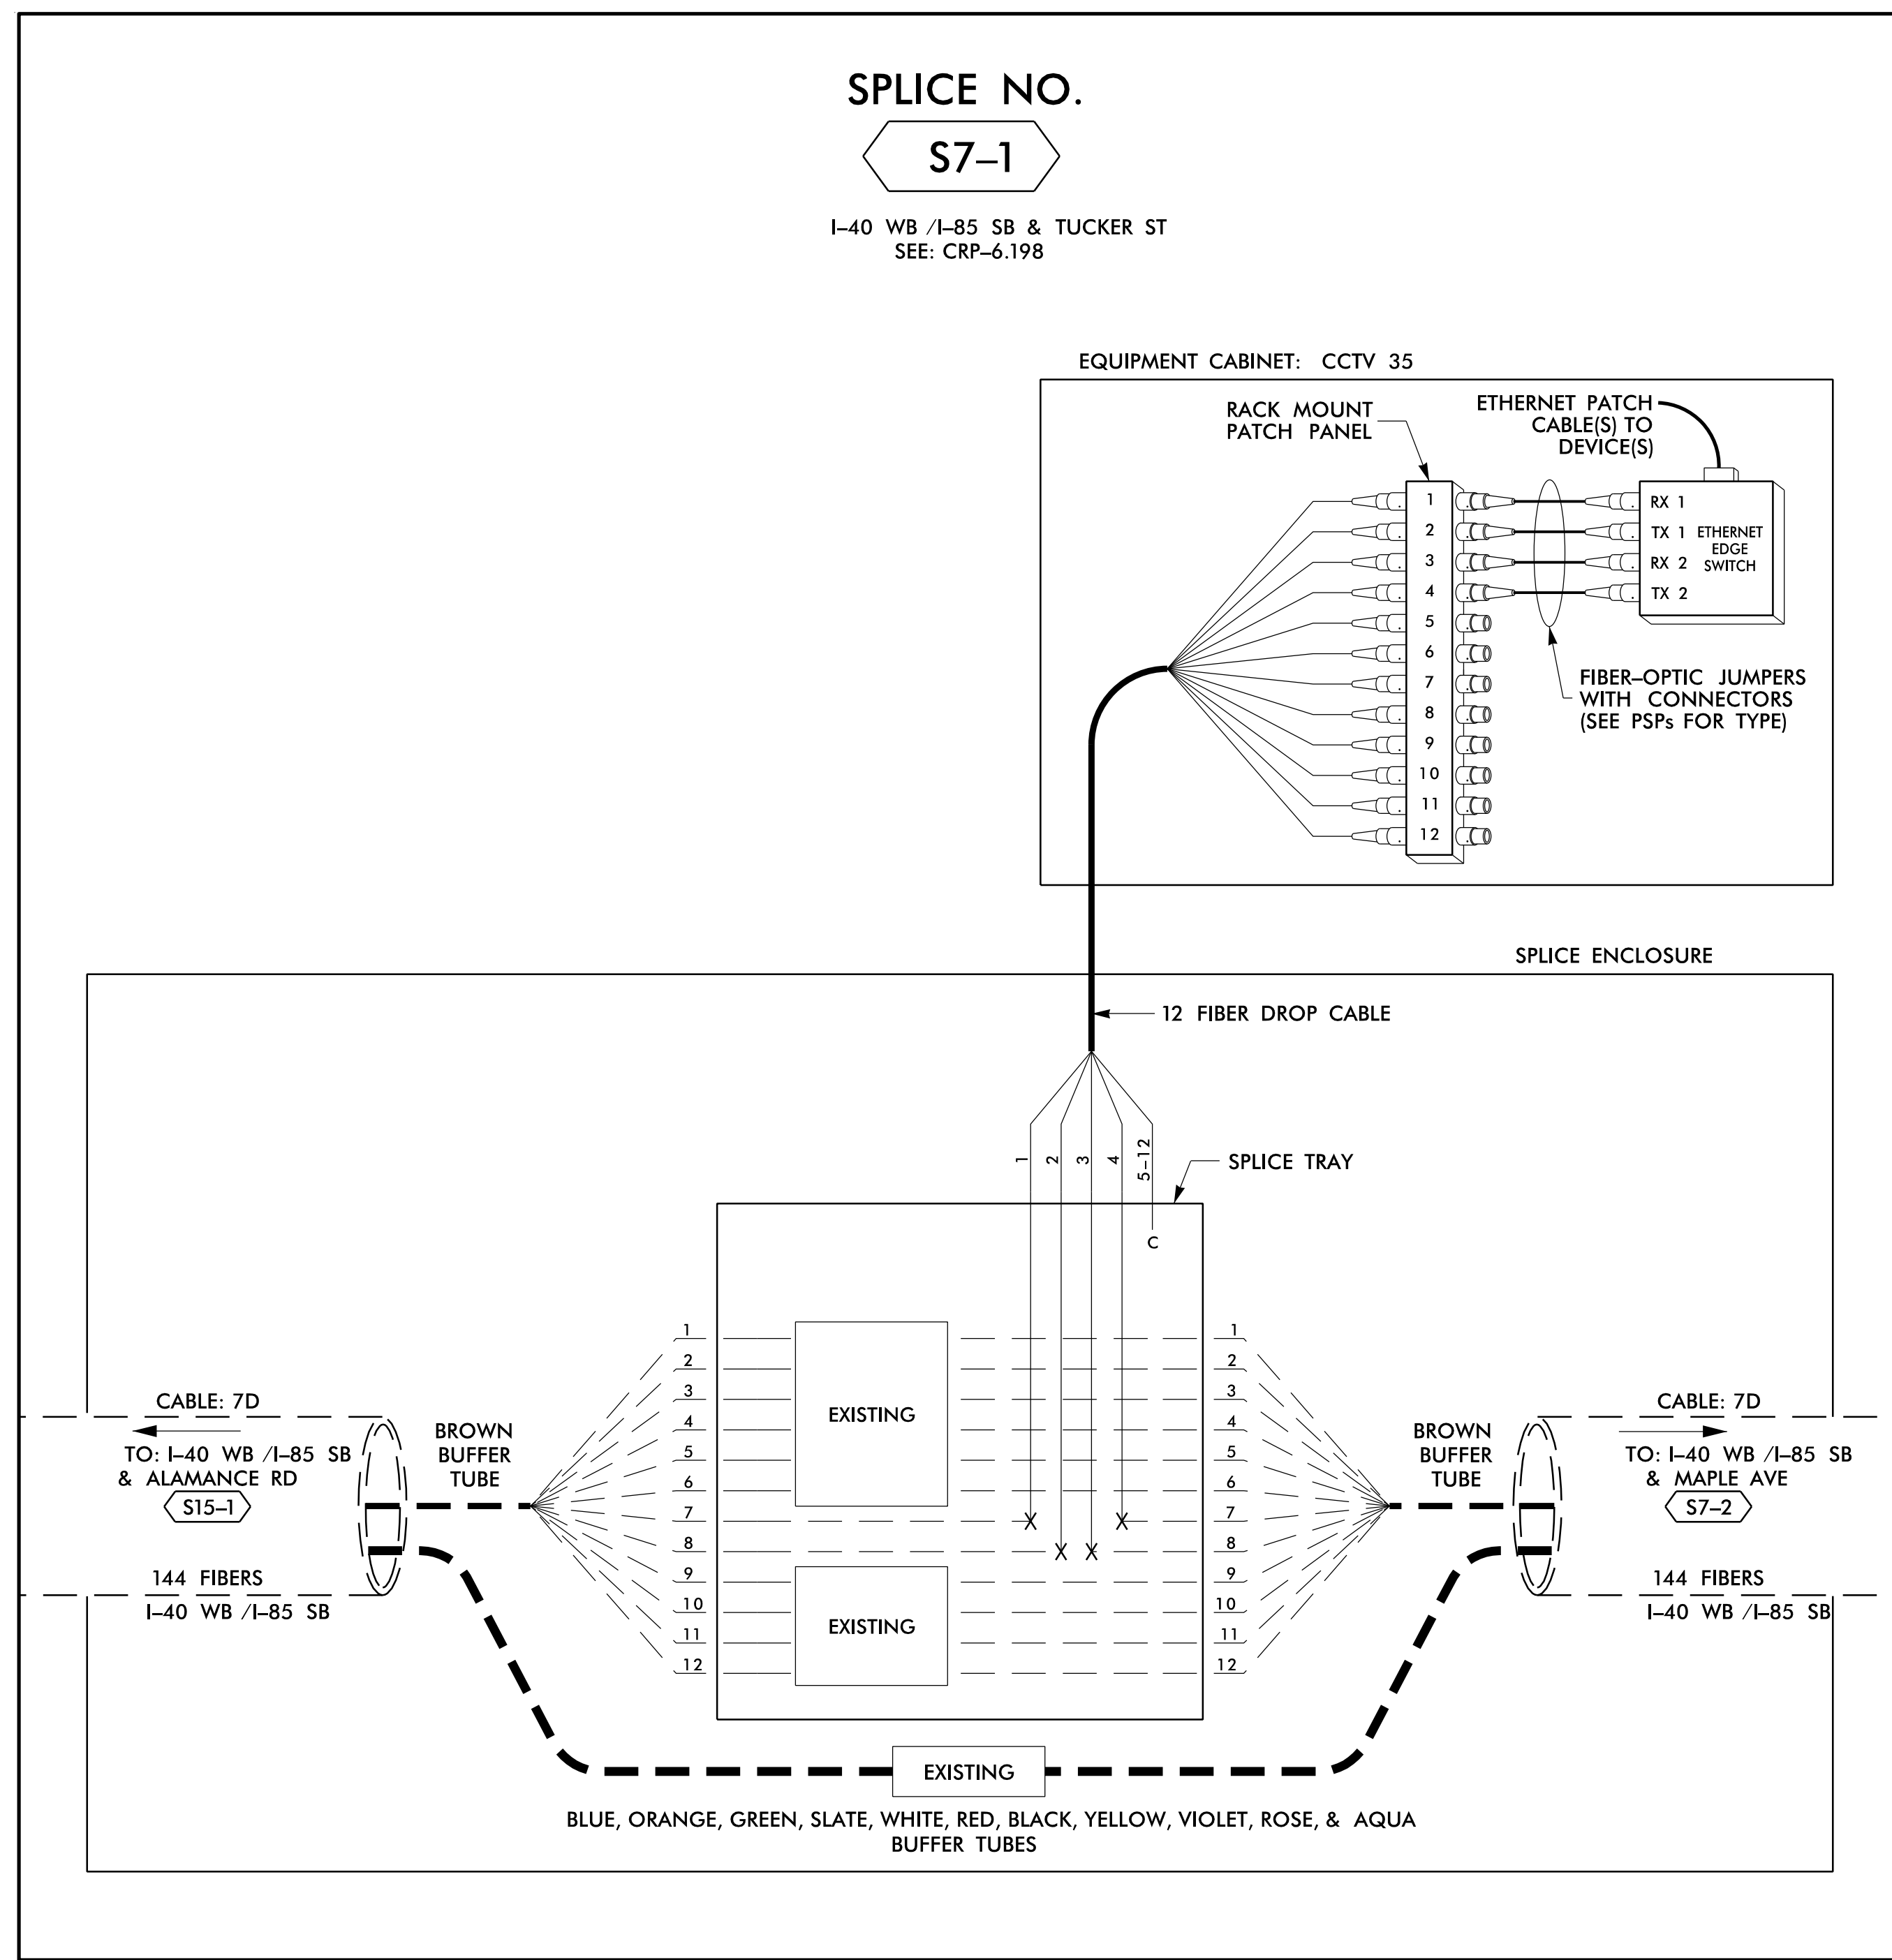 SPLICE NO.
S7–1
I–40 WB /I–85 SB & TUCKER ST
SEE: CRP–6.198
EQUIPMENT CABINET: CCTV 35
RACK MOUNT
PATCH PANEL
ETHERNET PATCH
CABLE(S) TO
DEVICE(S)
1
2
3
4
5
6
7
8
9
10
11
12
RX 1
TX 1
RX 2
TX 2
ETHERNET
EDGE
SWITCH
FIBER–OPTIC JUMPERS
WITH CONNECTORS
(SEE PSPs FOR TYPE)
SPLICE ENCLOSURE
12 FIBER DROP CABLE
1
2
3
4
5–12
SPLICE TRAY
C
CABLE: 7D
TO: I–40 WB /I–85 SB
& ALAMANCE RD
S15–1
144 FIBERS
I–40 WB /I–85 SB
BROWN
BUFFER
TUBE
1
2
3
4
5
6
7
8
9
10
11
12
EXISTING
EXISTING
1
2
3
4
5
6
7
8
9
10
11
12
BROWN
BUFFER
TUBE
CABLE: 7D
TO: I–40 WB /I–85 SB
& MAPLE AVE
S7–2
144 FIBERS
I–40 WB /I–85 SB
EXISTING
BLUE, ORANGE, GREEN, SLATE, WHITE, RED, BLACK, YELLOW, VIOLET, ROSE, & AQUA
BUFFER TUBES